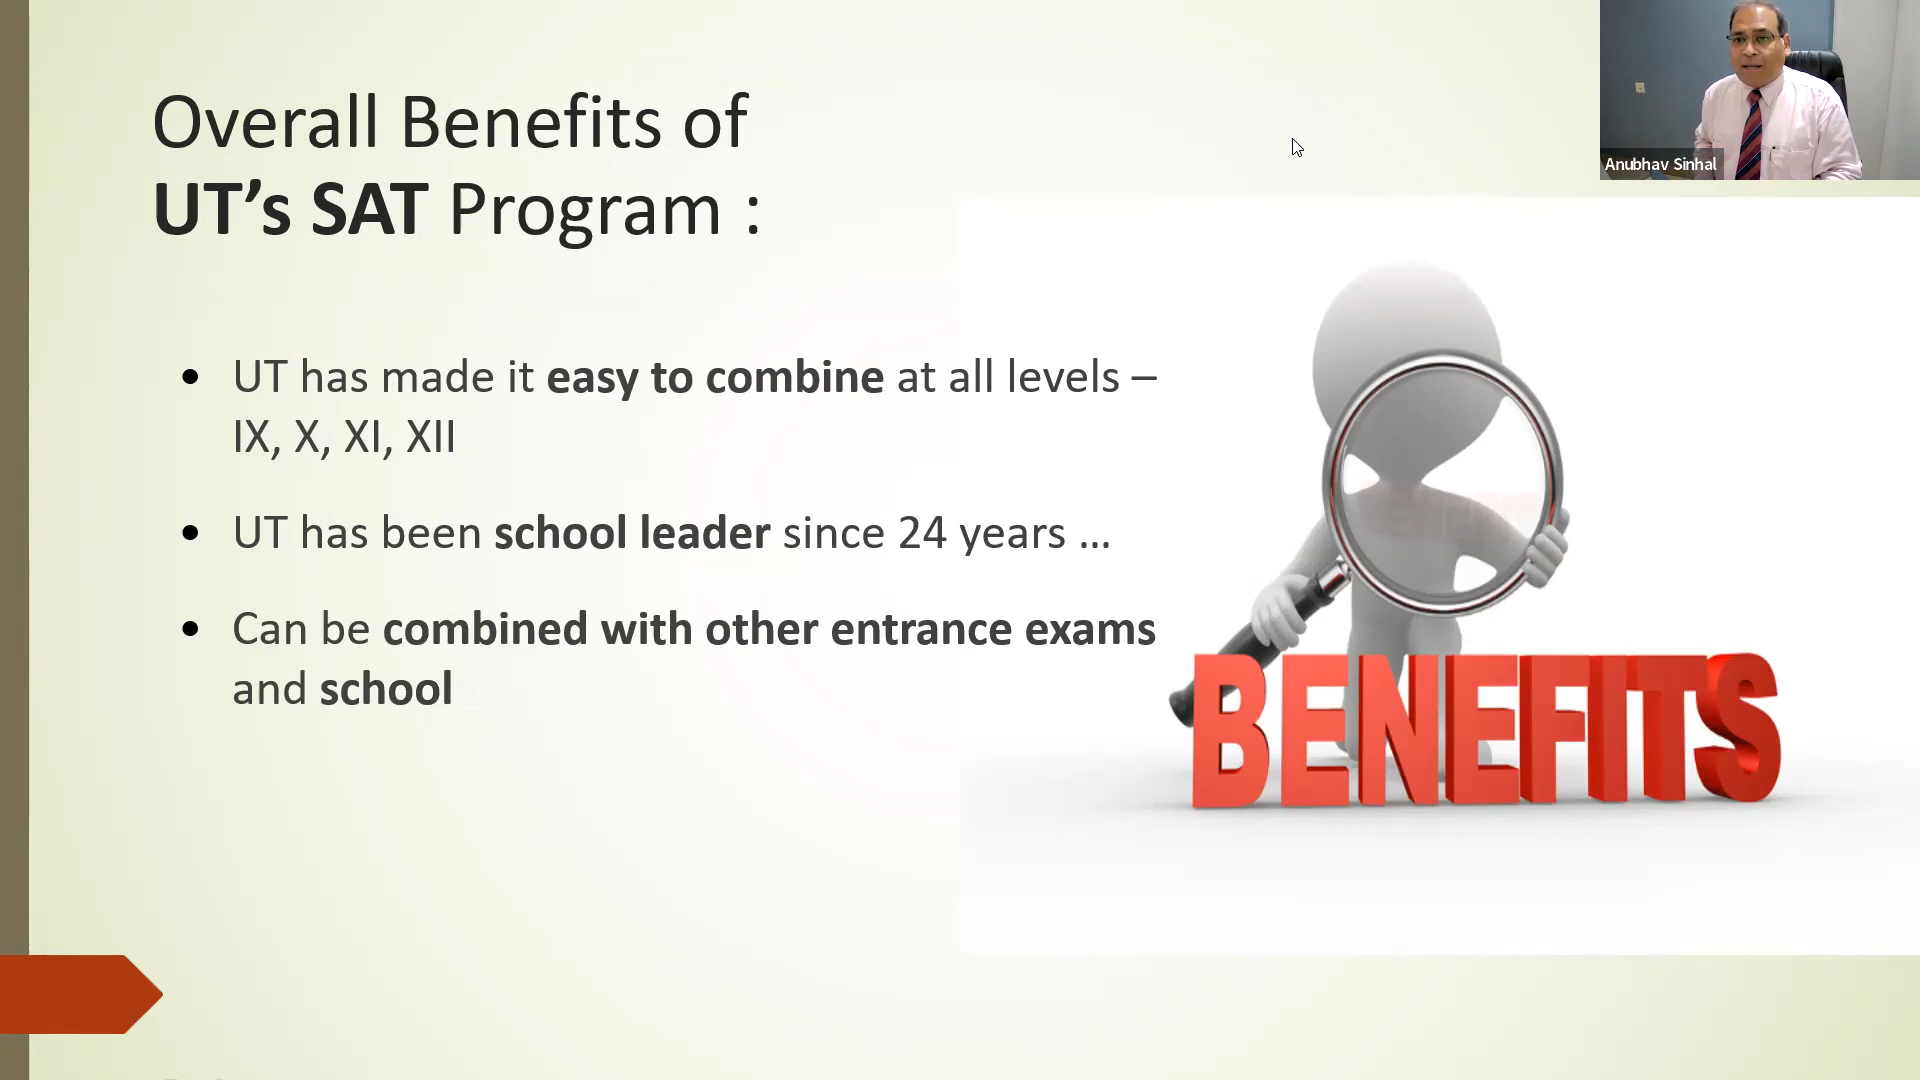 Overall Benefits of
UT’s SAT Program :
Anubhav Sinhal
• UT has made it easy to combine at all levels –
IX, X, XI, XII
• UT has been school leader since 24 years ...
• Can be combined with other entrance exams
and school
BENEFITS